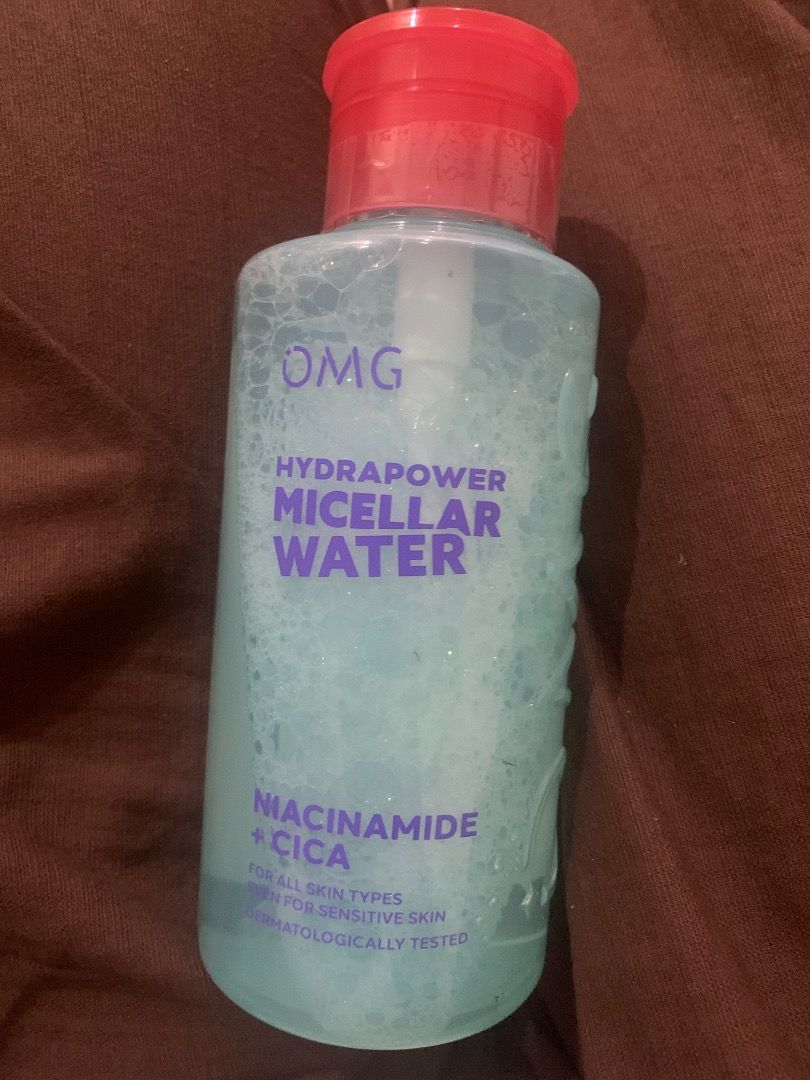 OMG
HYDRAPOWER
MICELLAR
WATER
NIACINAMIDE
+ CICA
FOR ALL SKIN TYPES
EVEN FOR SENSITIVE SKIN
DERMATOLOGICALLY TESTED